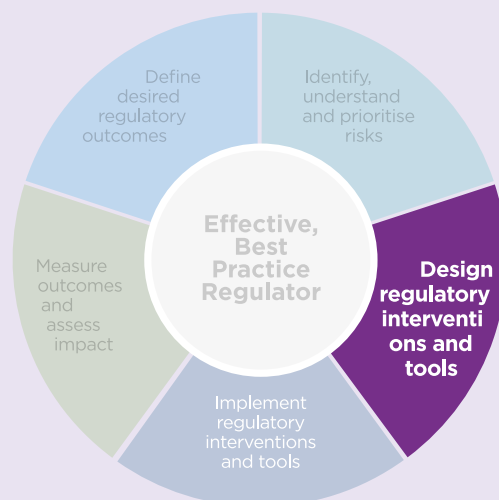 Define
desired
regulatory
outcomes
Identify,
understand
and prioritise
risks
Effective,
Best
Practice
Regulator
Design
regulatory
interventi
ons and
tools
Measure
outcomes
and
assess
impact
Implement
regulatory
interventions
and tools